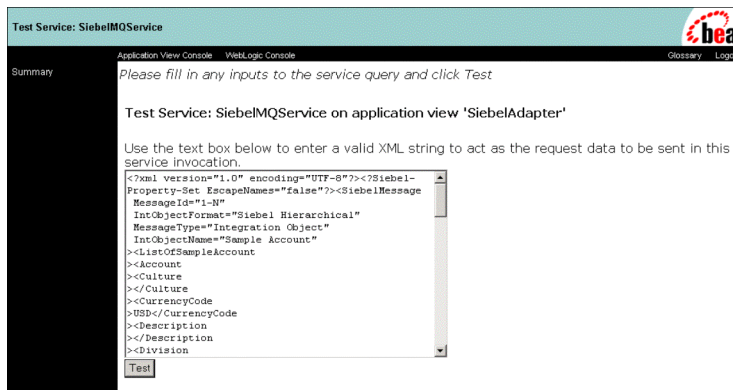 Test Service: SiebelMQService
bea
Application View Console WebLogic Console Glossary
Summary
Please fill in any inputs to the service query and click Test
Test Service: SiebelMQService on application view 'SiebelAdapter'
Use the text box below to enter a valid XML string to act as the request data to be sent in this
service invocation.
<?xml version="1.0" encoding="UTF-8"?><?Siebel-
Property-Set EscapeNames="false"?><SiebelMessage
MessageId="1-N"
IntObjectFormat="Siebel Hierarchical"
MessageType="Integration Object"
IntObjectName="Sample Account"
><ListOfSampleAccount
><Account
><Culture
></Culture
><CurrencyCode
>USD</CurrencyCode
><Description
></Description
><Division
Test